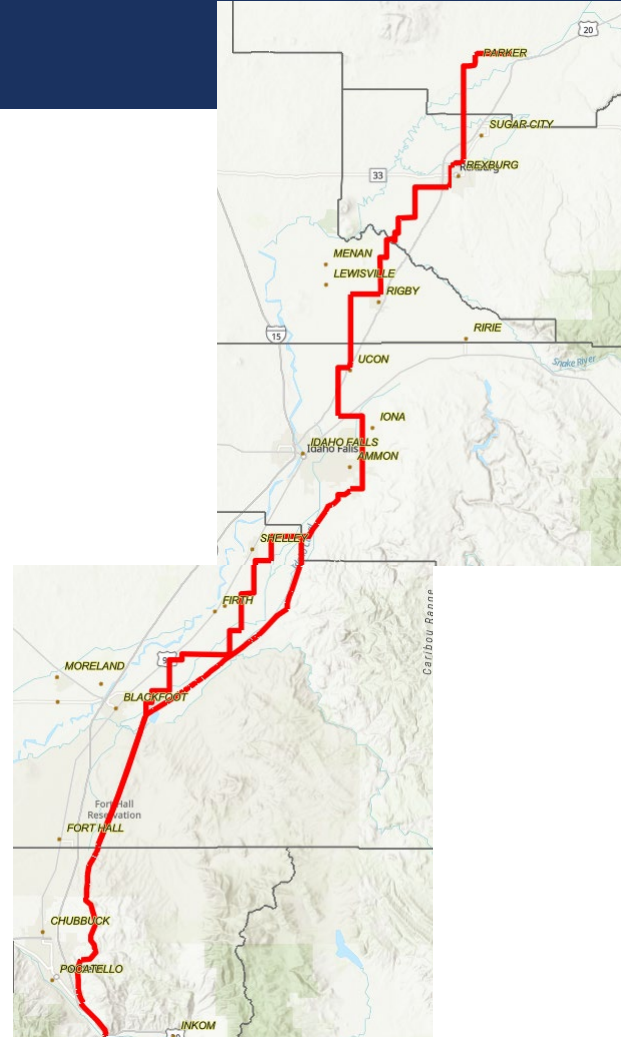 20
PARKER
SUGAR CITY
33
REXBURG
MENAN
LEWISVILLE
RIGBY
15
RIRIE
UCON
Snake River
IONA
IDAHO FALLS
Idaho Falls
AMMON
SHELLEY
FIRTH
Caribou Range
MORELAND
BLACKFOOT
Fort Hall
Reservation
FORT HALL
CHUBBUCK
POCATELLO
INKOM